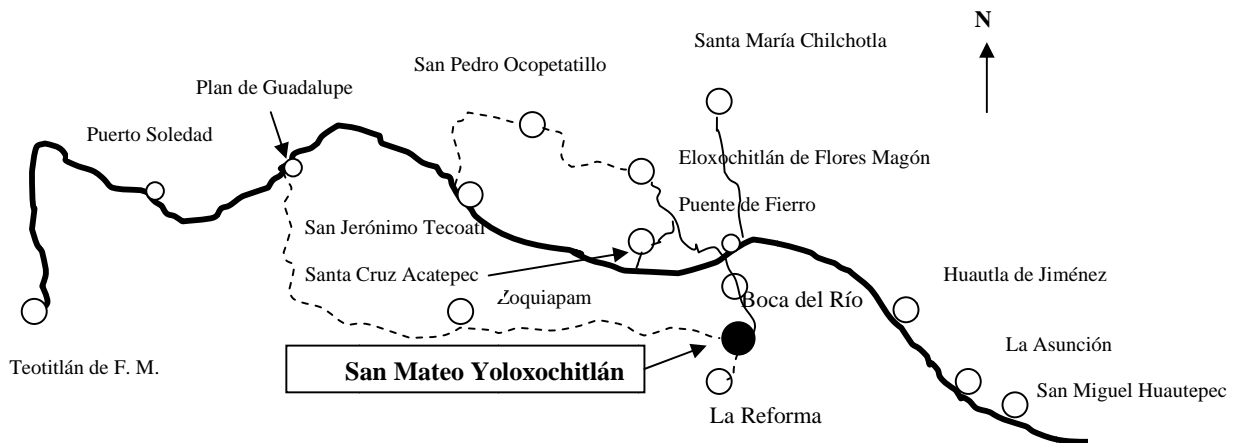 N
Santa María Chilchotla
San Pedro Ocopetatillo
Plan de Guadalupe
Puerto Soledad
Eloxochitlán de Flores Magón
Puente de Fierro
San Jerónimo Tecoatl
Santa Cruz Acatepec
Huautla de Jiménez
Zoquiapam
Boca del Río
La Asunción
Teotitlán de F. M.
San Mateo Yoloxochitlán
San Miguel Huautepec
La Reforma